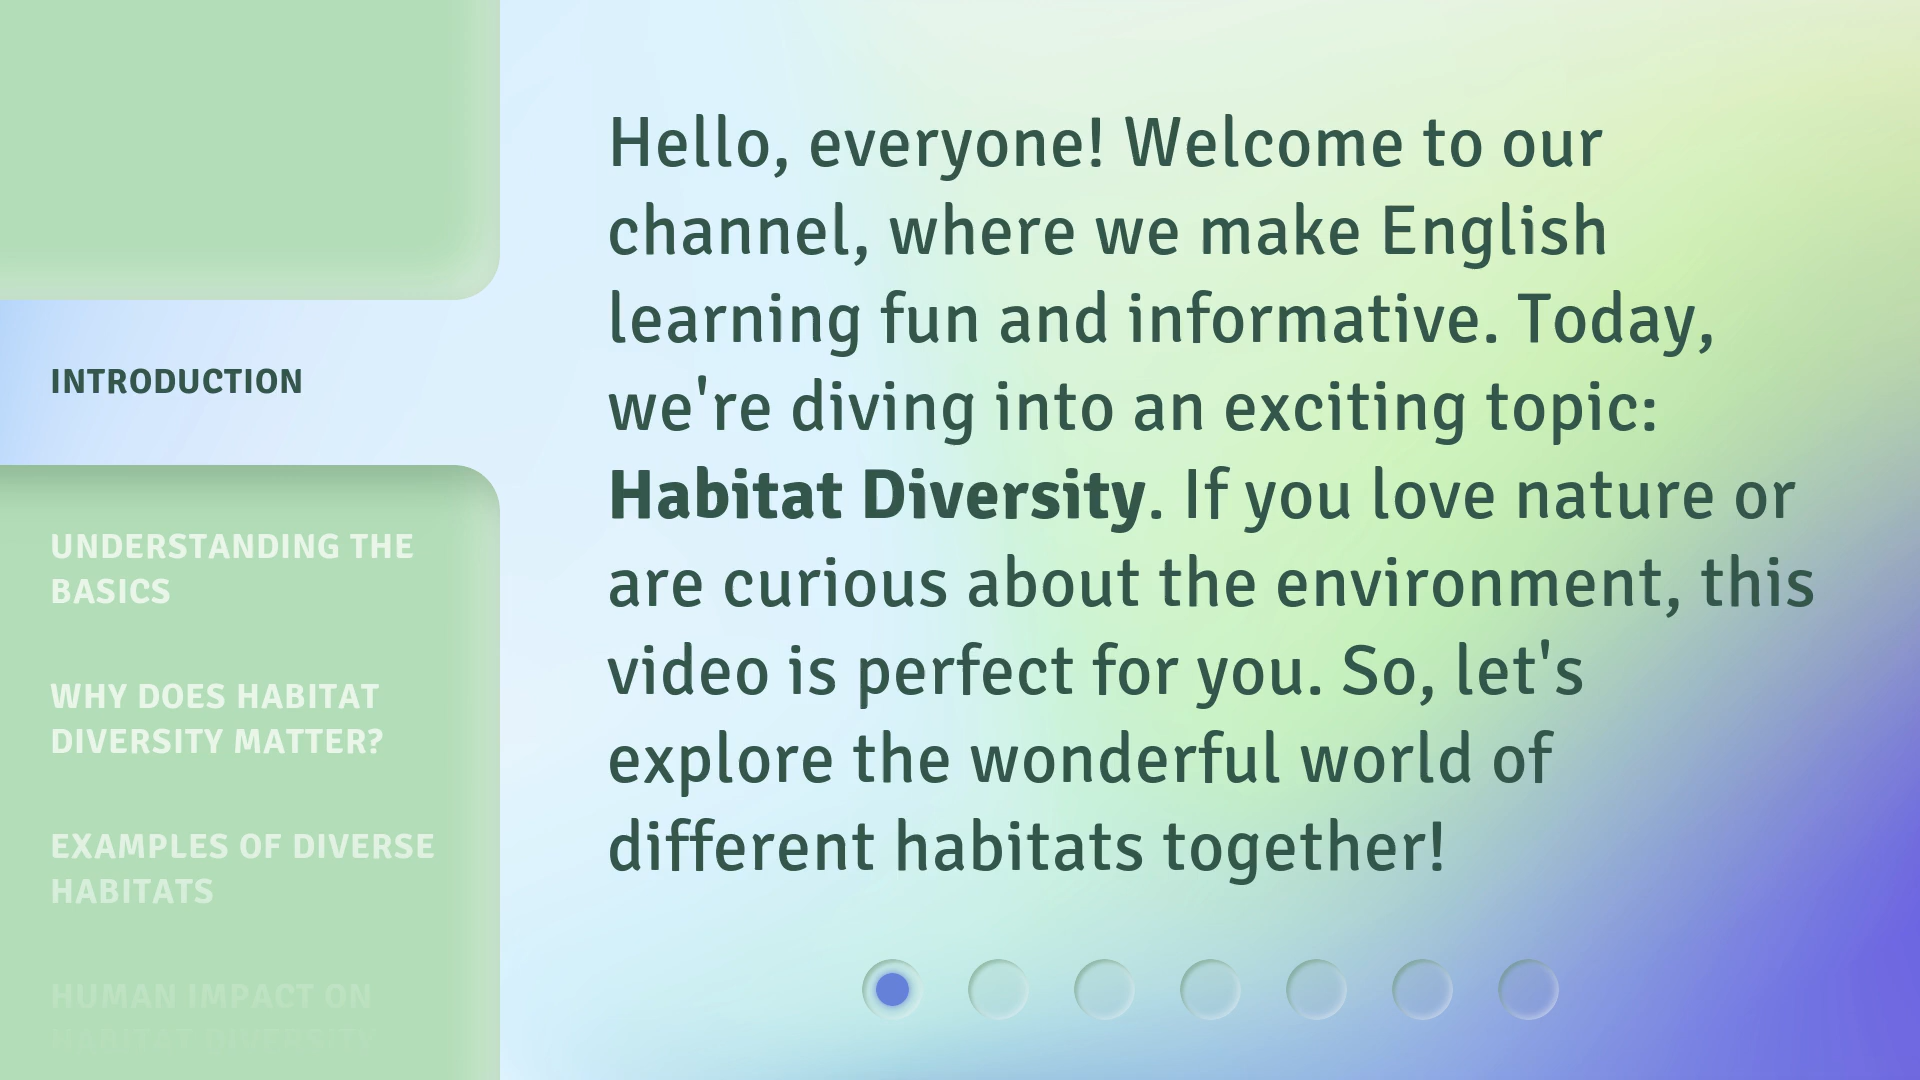 INTRODUCTION
UNDERSTANDING THE
BASICS
WHY DOES HABITAT
DIVERSITY MATTER?
EXAMPLES OF DIVERSE
HABITATS
HUMAN IMPACT ON
HABITAT DIVERSITY
Hello, everyone! Welcome to our
channel, where we make English
learning fun and informative. Today,
we're diving into an exciting topic:
Habitat Diversity. If you love nature or
are curious about the environment, this
video is perfect for you. So, let's
explore the wonderful world of
different habitats together!